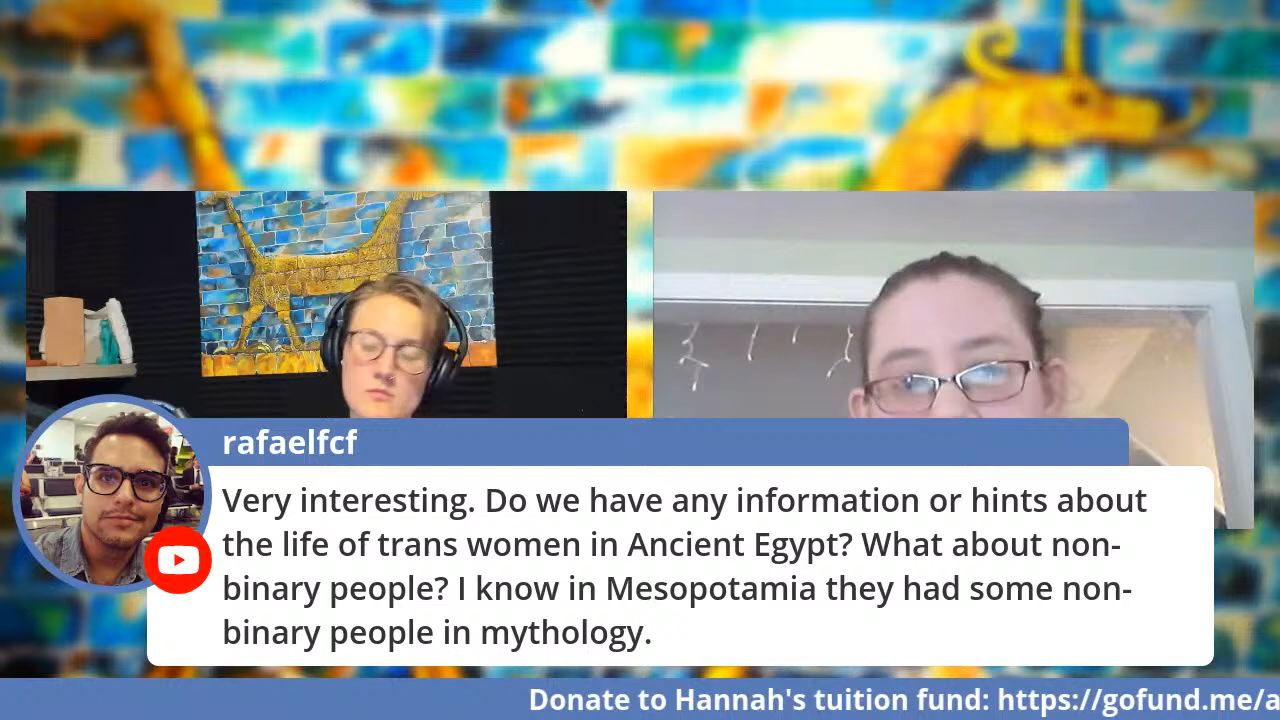 rafaelfcf
Very interesting. Do we have any information or hints about
the life of trans women in Ancient Egypt? What about non-
binary people? I know in Mesopotamia they had some non-
binary people in mythology.
Donate to Hannah's tuition fund: https://gofund.me/a